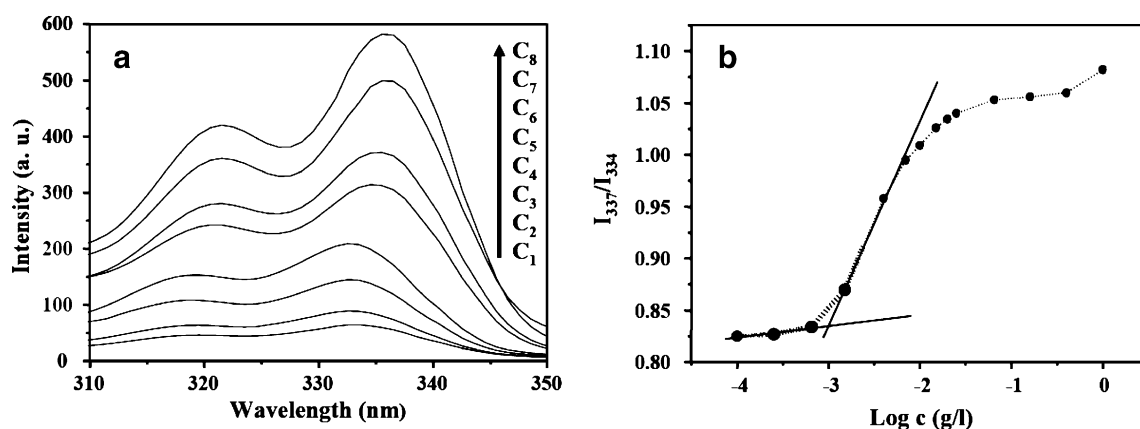 a
Intensity (a. u.)
600
500
400
300
200
100
0
310
320
330
340
350
Wavelength (nm)
C8
C7
C6
C5
C4
C3
C2
C1
b
I337/I334
1.10
1.05
1.00
0.95
0.90
0.85
0.80
-4
-3
-2
-1
0
Log c (g/l)